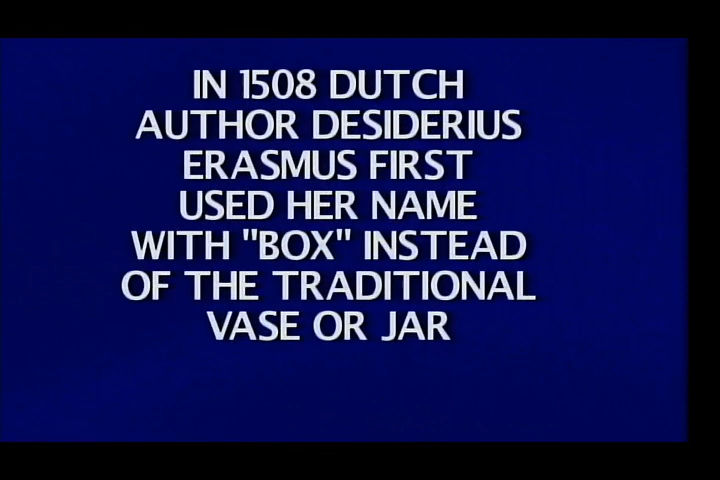 IN 1508 DUTCH
AUTHOR DESIDERIUS
ERASMUS FIRST
USED HER NAME
WITH "BOX" INSTEAD
OF THE TRADITIONAL
VASE OR JAR